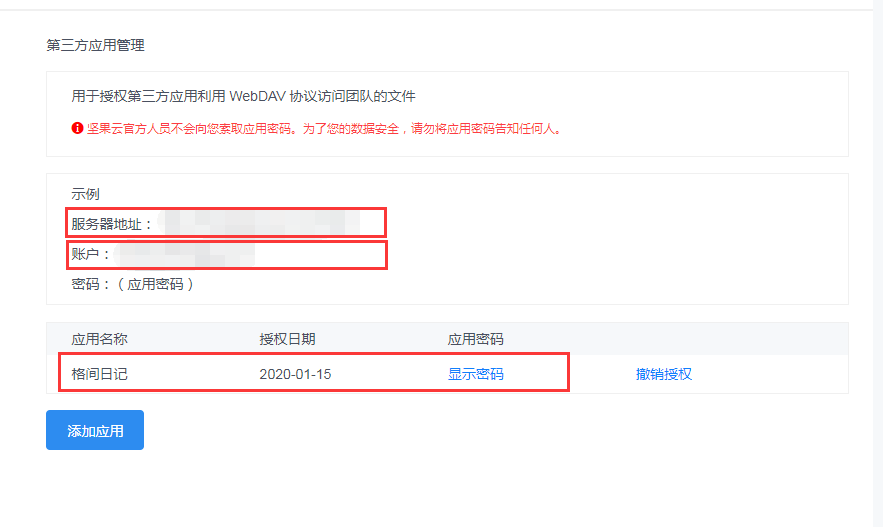 第三方应用管理
用于授权第三方应用利用 WebDAV 协议访问团队的文件
坚果云官方人员不会向您索取应用密码。为了您的数据安全，请勿将应用密码告知任何人。
示例
服务器地址：
账户：
密码：（应用密码）
应用名称 授权日期 应用密码
格间日记 2020-01-15 显示密码 撤销授权
添加应用